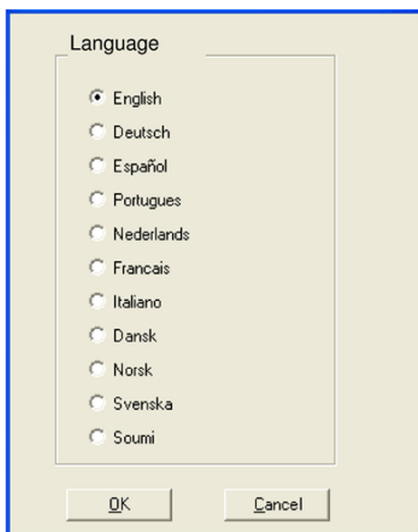 Language
English
Deutsch
Español
Portugues
Nederlands
Francais
Italiano
Dansk
Norsk
Svenska
Soumi
OK
Cancel